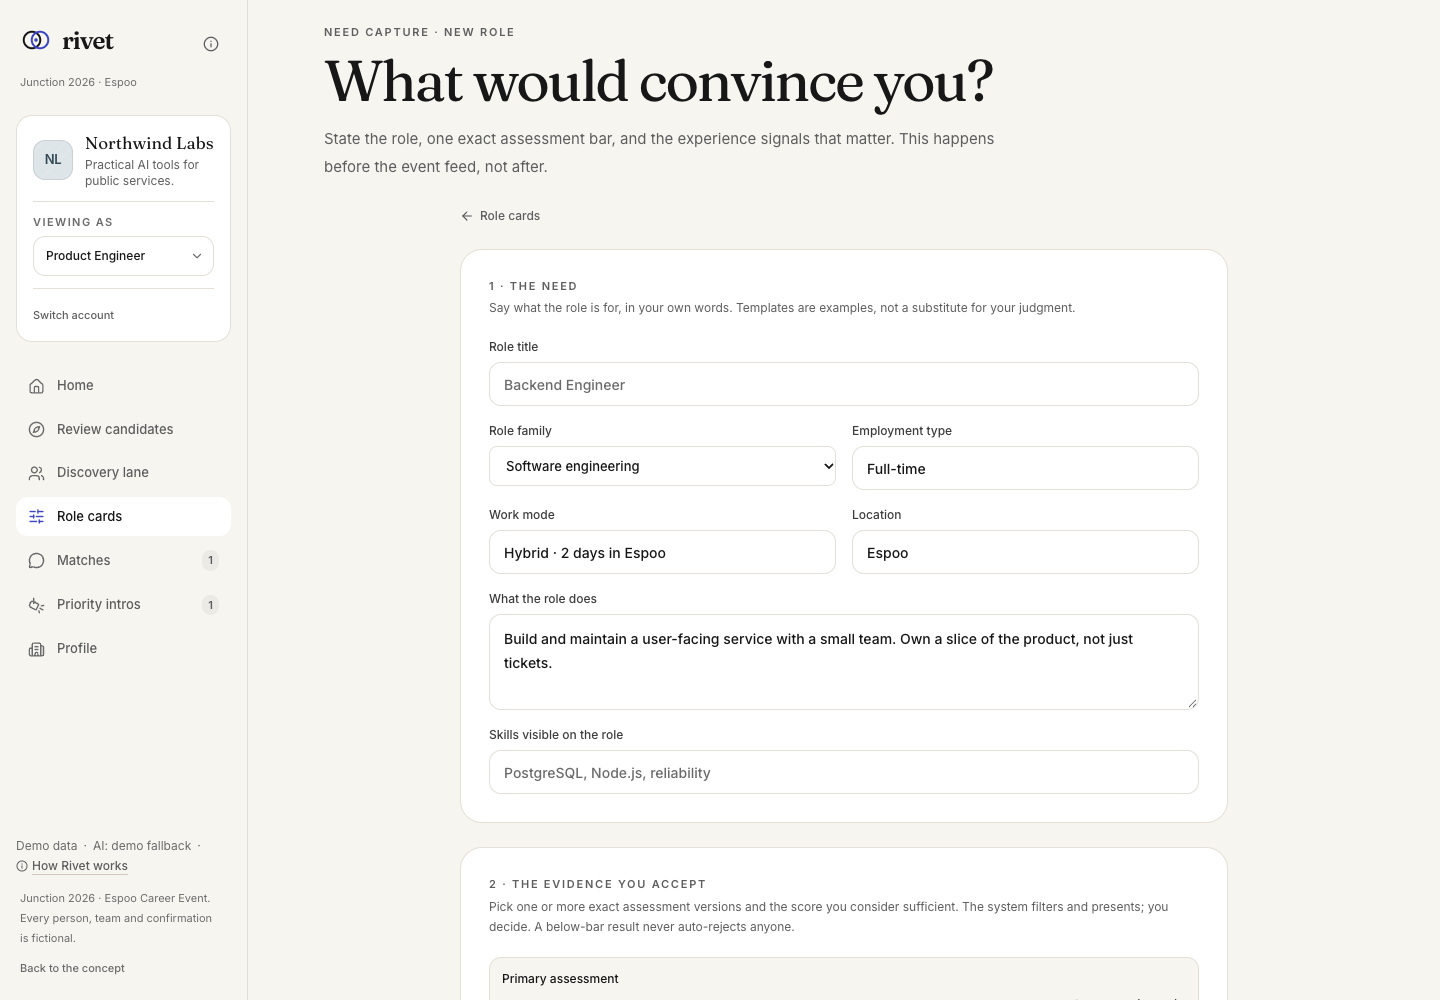 rivet
Junction 2026 · Espoo
NL
Northwind Labs
Practical AI tools for
public services.
VIEWING AS
Product Engineer
Switch account
Home
Review candidates
Discovery lane
Role cards
Matches
1
Priority intros
1
Profile
Demo data · AI: demo fallback ·
How Rivet works
Junction 2026 · Espoo Career Event.
Every person, team and confirmation
is fictional.
Back to the concept
NEED CAPTURE · NEW ROLE
What would convince you?
State the role, one exact assessment bar, and the experience signals that matter. This happens
before the event feed, not after.
Role cards
1 · THE NEED
Say what the role is for, in your own words. Templates are examples, not a substitute for your judgment.
Role title
Backend Engineer
Role family
Employment type
Software engineering
Full-time
Work mode
Location
Hybrid · 2 days in Espoo
Espoo
What the role does
Build and maintain a user-facing service with a small team. Own a slice of the product, not just
tickets.
Skills visible on the role
PostgreSQL, Node.js, reliability
2 · THE EVIDENCE YOU ACCEPT
Pick one or more exact assessment versions and the score you consider sufficient. The system filters and presents; you
decide. A below-bar result never auto-rejects anyone.
Primary assessment